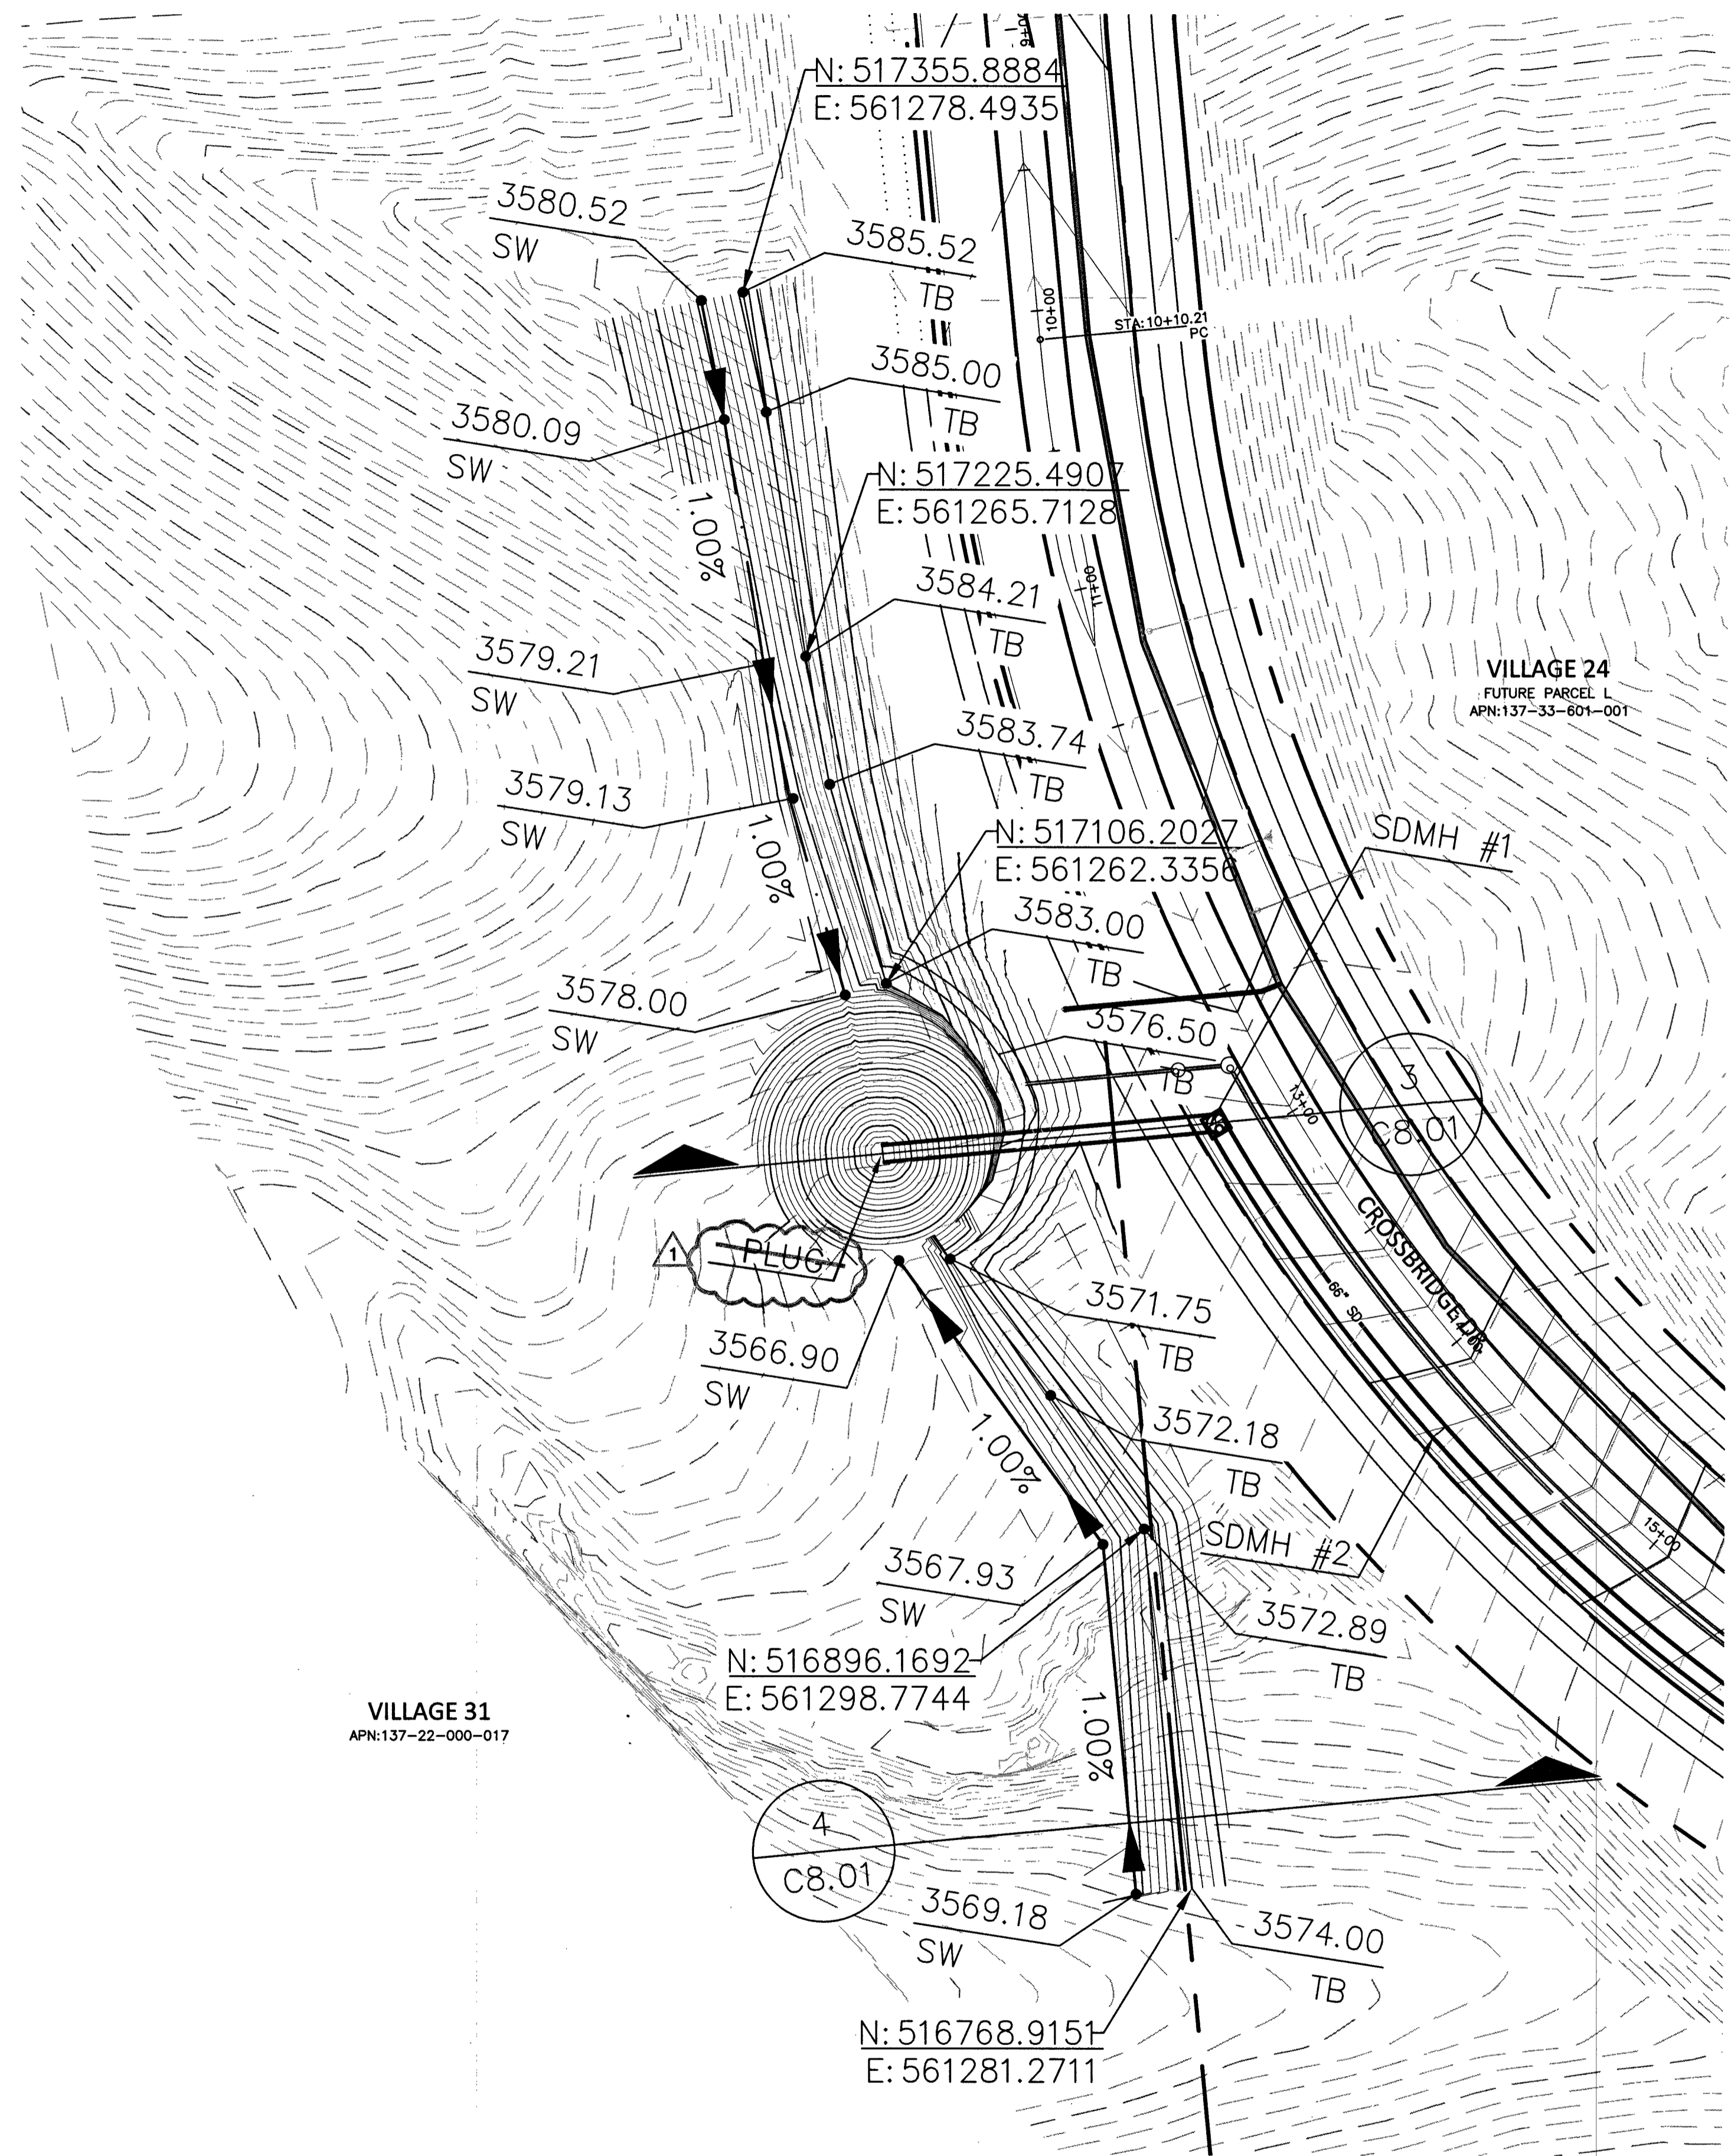 N: 517355.8884
E: 561278.4935
3580.52
SW
3585.52
TB
10+00
STA:10+10.21
PC
3585.00
TB
3580.09
SW
1.00%
N: 517225.4907
E: 561265.7128
11+00
3584.21
TB
3579.21
SW
VILLAGE 24
FUTURE PARCEL L
APN:137-33-601-001
3583.74
TB
3579.13
SW
1.00%
N: 517106.2027
E: 561262.3356
SDMH #1
3583.00
TB
3578.00
SW
3576.50
TB
13+00
C8.01
CROSSBRIDGE DR.
1
PLUG
66" SD
3571.75
TB
3566.90
SW
1.00%
3572.18
TB
SDMH #2
15+00
3567.93
SW
3572.89
TB
N: 516896.1692
E: 561298.7744
VILLAGE 31
APN:137-22-000-017
1.00%
4
C8.01
3569.18
SW
3574.00
TB
N: 516768.9151
E: 561281.2711